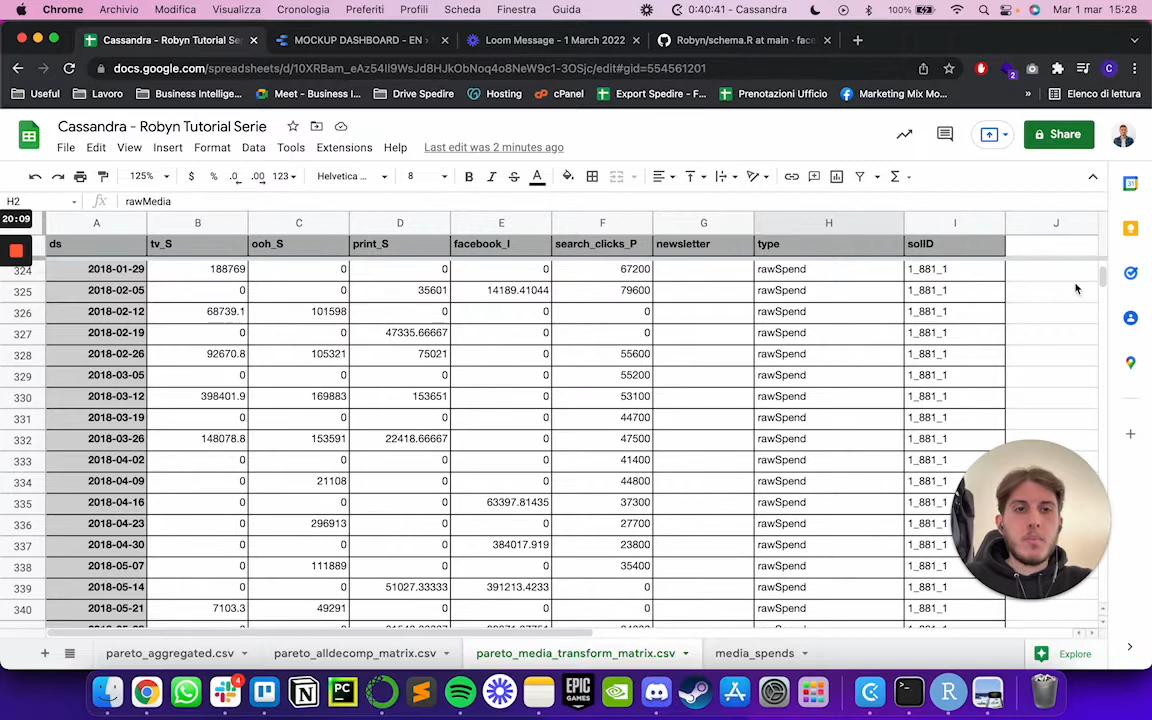 Chrome Archivio Modifica Visualizza Cronologia Preferiti Profili Scheda Finestra Guida 0:40:41 - Cassandra 100% Mar 1 mar 15:28
Cassandra - Robyn Tutorial Seri MOCKUP DASHBOARD - EN Loom Message - 1 March 2022 Robyn/schema.R at main · face
docs.google.com/spreadsheets/d/10XRBam_eAz54Il9WsJd8HJkObNoq4o8NeW9c1-3OSjc/edit#gid=554561201 2 C
Useful Lavoro Business Intellige... Meet - Business I... Drive Spedire Hosting cPanel Export Spedire - F... Prenotazioni Ufficio Marketing Mix Mo... » Elenco di lettura
Cassandra - Robyn Tutorial Serie Share
File Edit View Insert Format Data Tools Extensions Help Last edit was 2 minutes ago
125% $ % .0 .00 123 Helvetica ... 8 B I S A
H2 fx rawMedia
20:09
A B C D E F G H I J
ds tv_S ooh_S print_S facebook_I search_clicks_P newsletter type solID
324 2018-01-29 188769 0 0 0 67200 rawSpend 1_881_1
325 2018-02-05 0 0 35601 14189.41044 79600 rawSpend 1_881_1
326 2018-02-12 68739.1 101598 0 0 0 rawSpend 1_881_1
327 2018-02-19 0 0 47335.66667 0 0 rawSpend 1_881_1
328 2018-02-26 92670.8 105321 75021 0 55600 rawSpend 1_881_1
329 2018-03-05 0 0 0 0 55200 rawSpend 1_881_1
330 2018-03-12 398401.9 169883 153651 0 53100 rawSpend 1_881_1
331 2018-03-19 0 0 0 0 44700 rawSpend 1_881_1
332 2018-03-26 148078.8 153591 22418.66667 0 47500 rawSpend 1_881_1
333 2018-04-02 0 0 0 0 41400 rawSpend 1_881_1
334 2018-04-09 0 21108 0 0 44800 rawSpend 1_881_1
335 2018-04-16 0 0 0 63397.81435 37300 rawSpend 1_881_1
336 2018-04-23 0 296913 0 0 27700 rawSpend 1_881_1
337 2018-04-30 0 0 0 384017.919 23800 rawSpend 1_881_1
338 2018-05-07 0 111889 0 0 35400 rawSpend 1_881_1
339 2018-05-14 0 0 51027.33333 391213.4233 0 rawSpend 1_881_1
340 2018-05-21 7103.3 49291 0 0 0 rawSpend 1_881_1
pareto_aggregated.csv pareto_alldecomp_matrix.csv pareto_media_transform_matrix.csv media_spends Explore
4 PC EPIC GAMES R